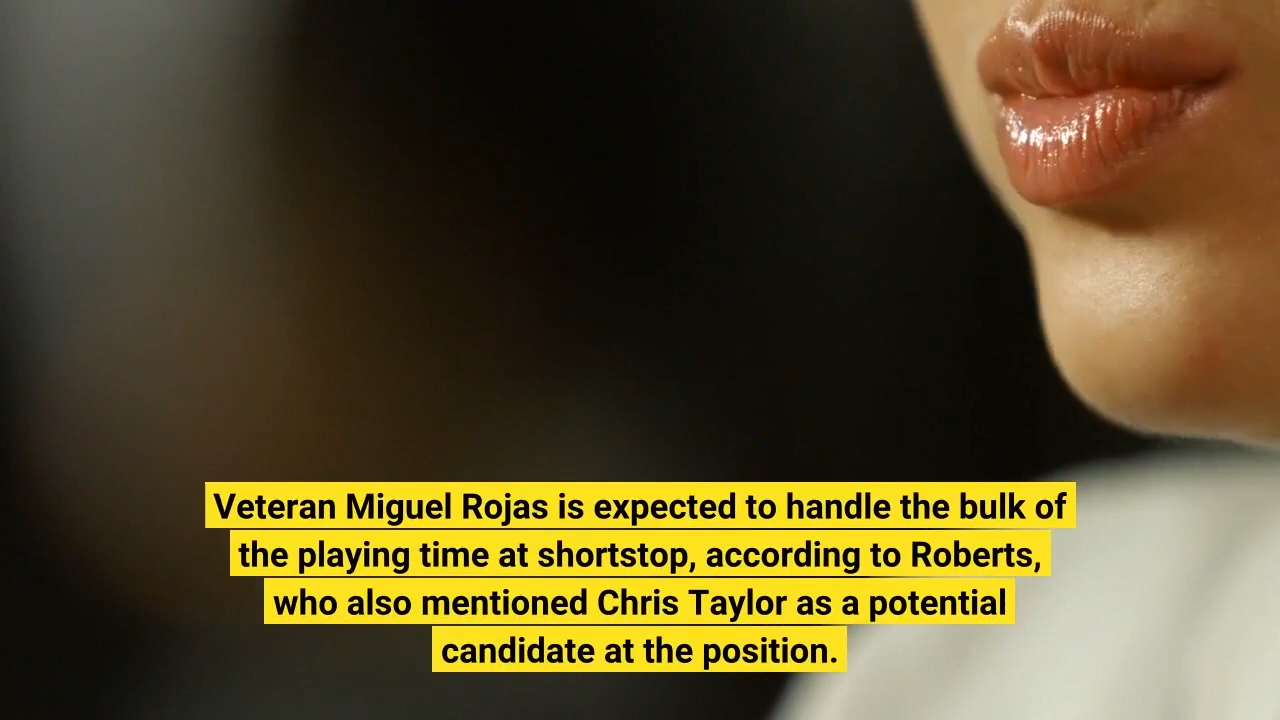 Veteran Miguel Rojas is expected to handle the bulk of
the playing time at shortstop, according to Roberts,
who also mentioned Chris Taylor as a potential
candidate at the position.